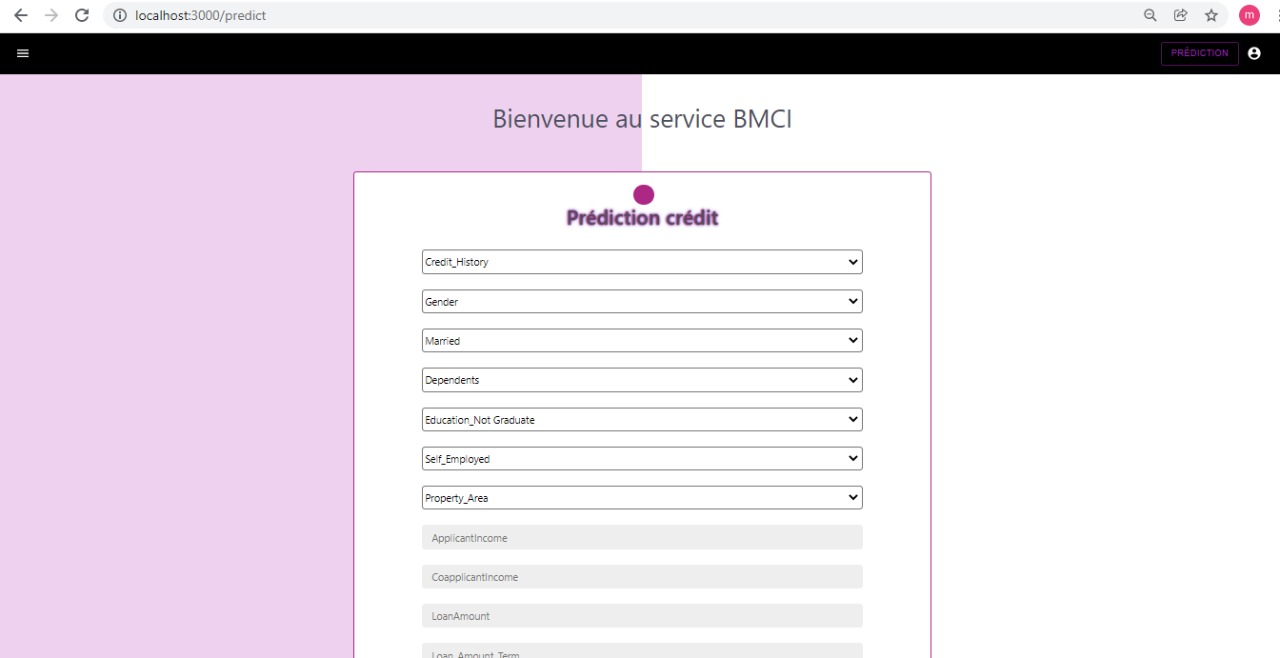 localhost:3000/predict
m
PRÉDICTION
Bienvenue au service BMCI
Prédiction crédit
Credit_History
Gender
Married
Dependents
Education_Not Graduate
Self_Employed
Property_Area
ApplicantIncome
CoapplicantIncome
LoanAmount
Loan_Amount_Term